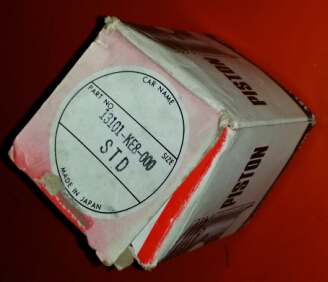 CAR NAME
PART NO.
13101-KE8-000
SIZE
STD
MADE IN JAPAN
PISTON
PISTON